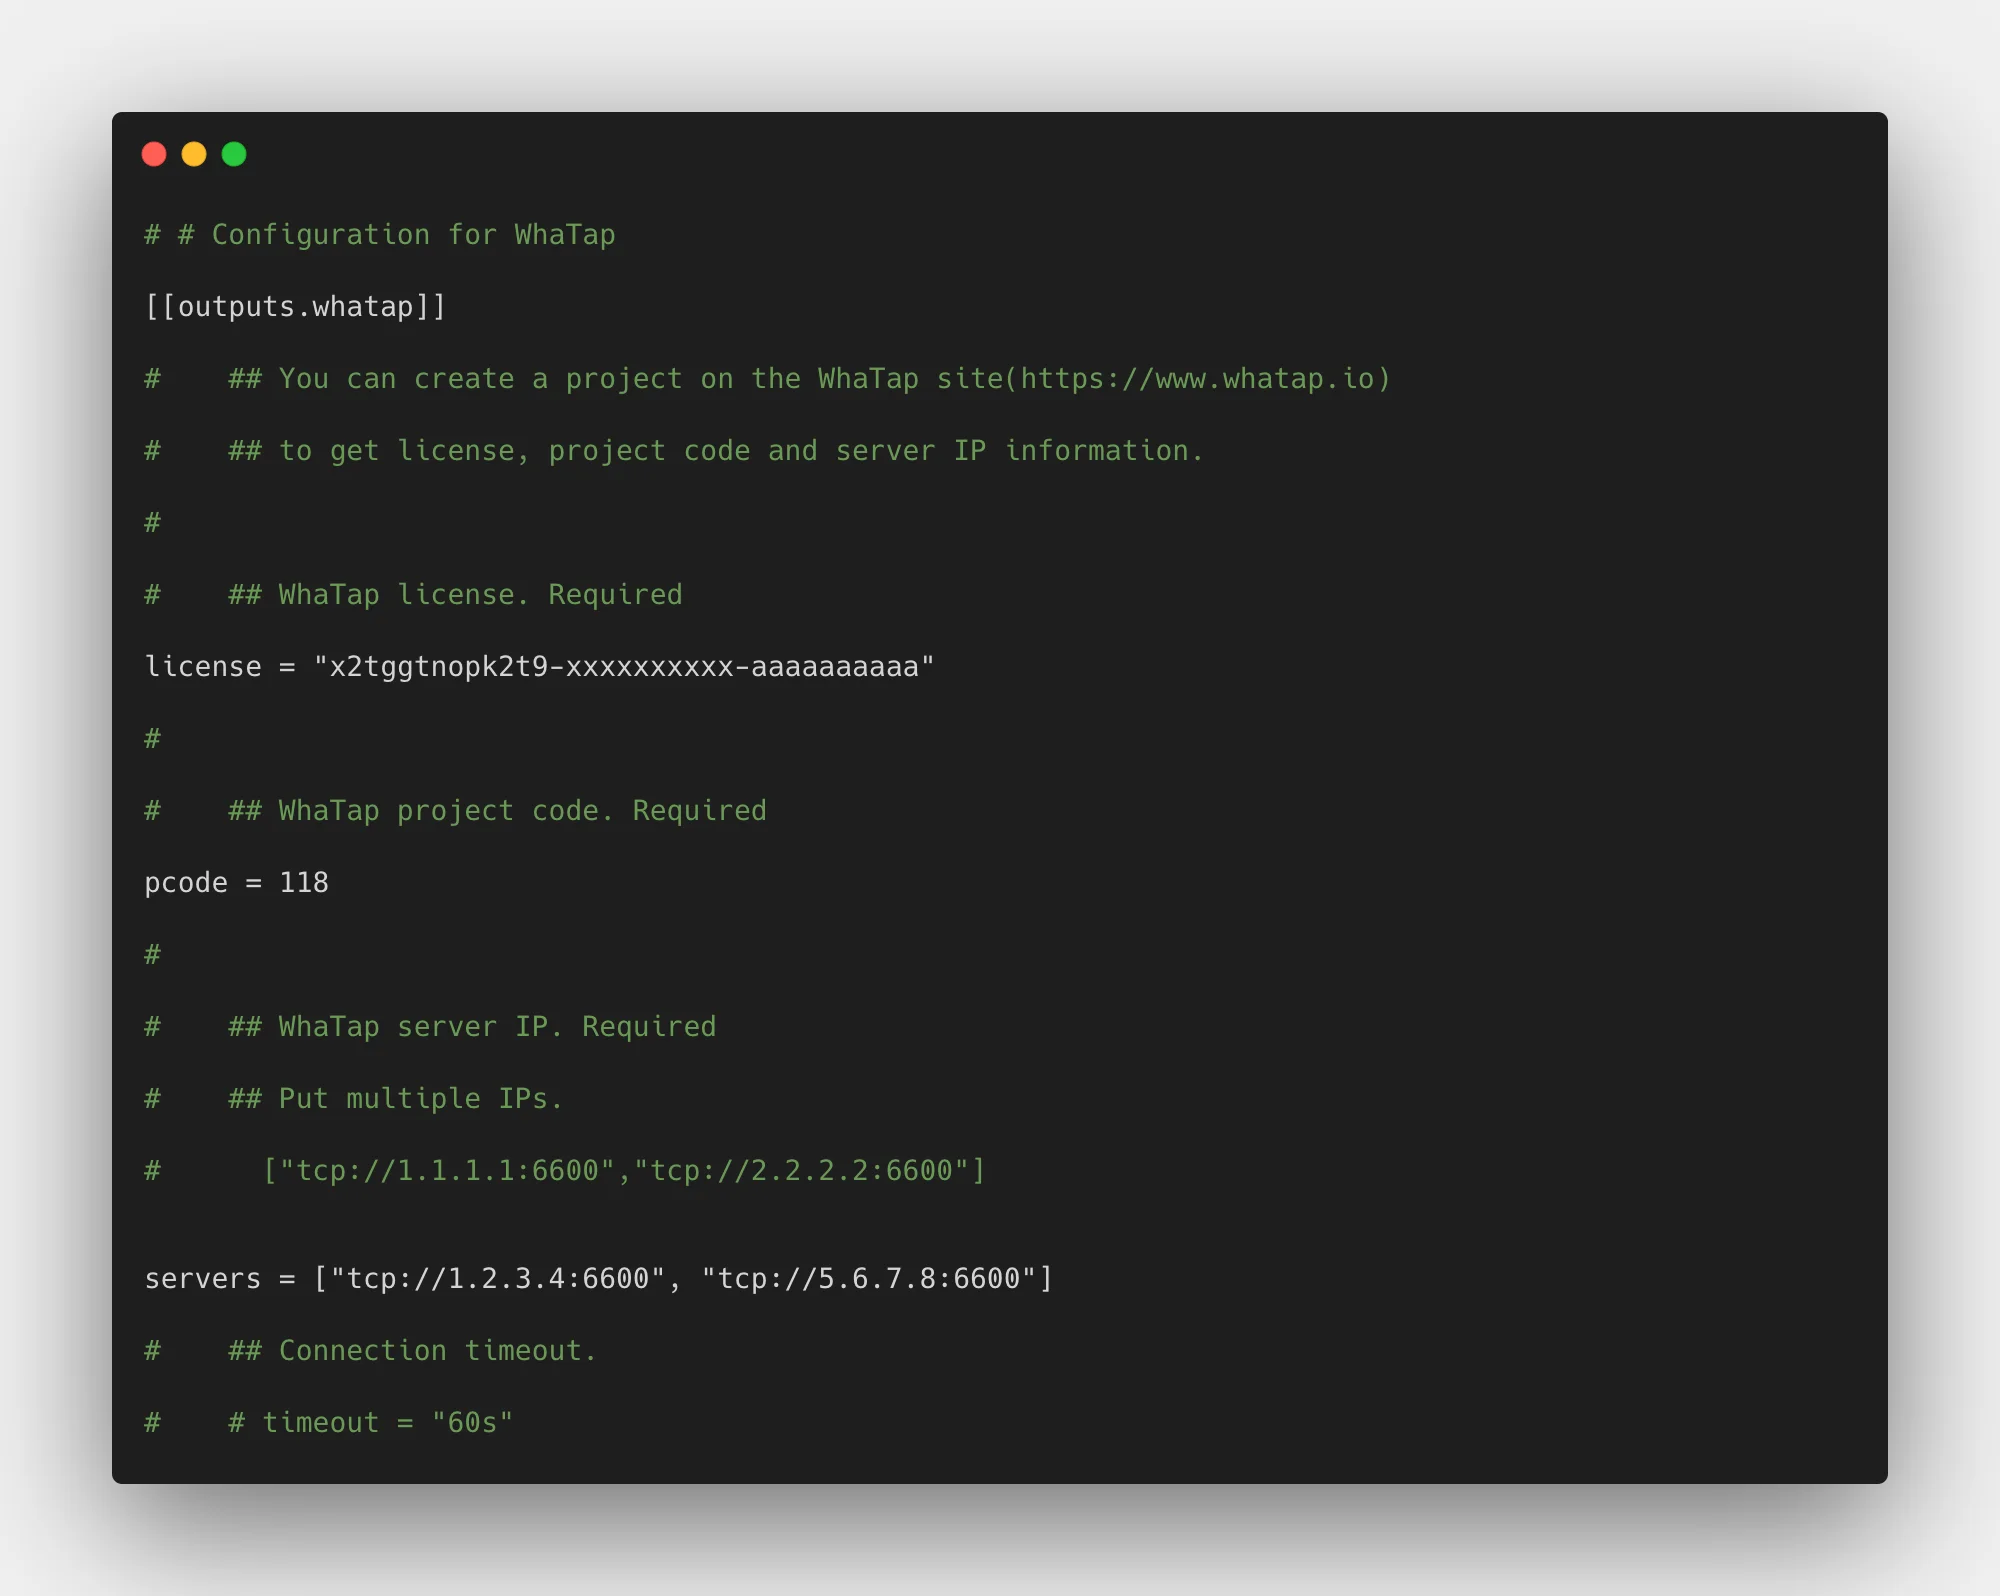 # # Configuration for WhaTap
[[outputs.whatap]]
#    ## You can create a project on the WhaTap site(https://www.whatap.io)
#    ## to get license, project code and server IP information.
#
#    ## WhaTap license. Required
license = "x2tggtnopk2t9-xxxxxxxxxx-aaaaaaaaaa"
#
#    ## WhaTap project code. Required
pcode = 118
#
#    ## WhaTap server IP. Required
#    ## Put multiple IPs.
#      ["tcp://1.1.1.1:6600","tcp://2.2.2.2:6600"]
servers = ["tcp://1.2.3.4:6600", "tcp://5.6.7.8:6600"]
#    ## Connection timeout.
#    # timeout = "60s"